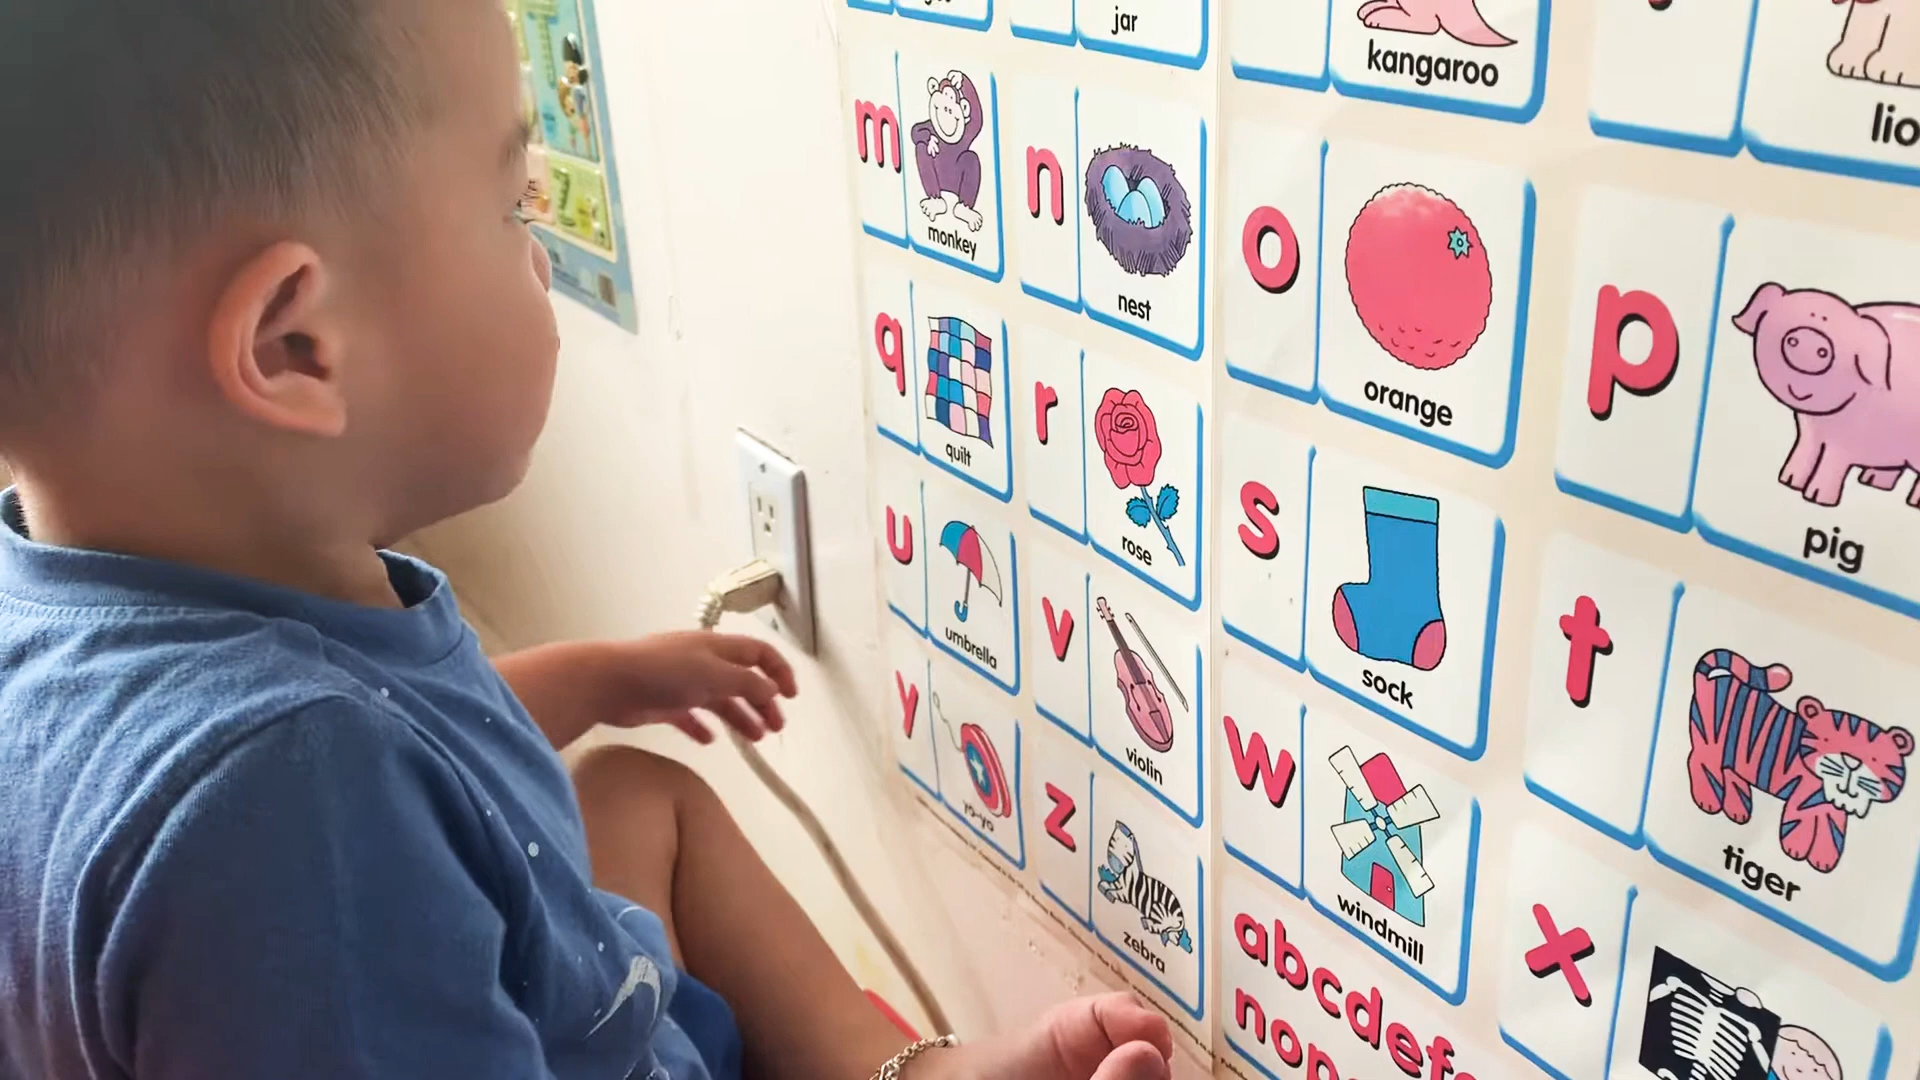 jar
kangaroo
lio
m
monkey
n
nest
o
orange
p
pig
q
quilt
r
rose
s
sock
t
tiger
u
umbrella
v
violin
w
windmill
x
y
yo-yo
z
zebra
abcdef
nop